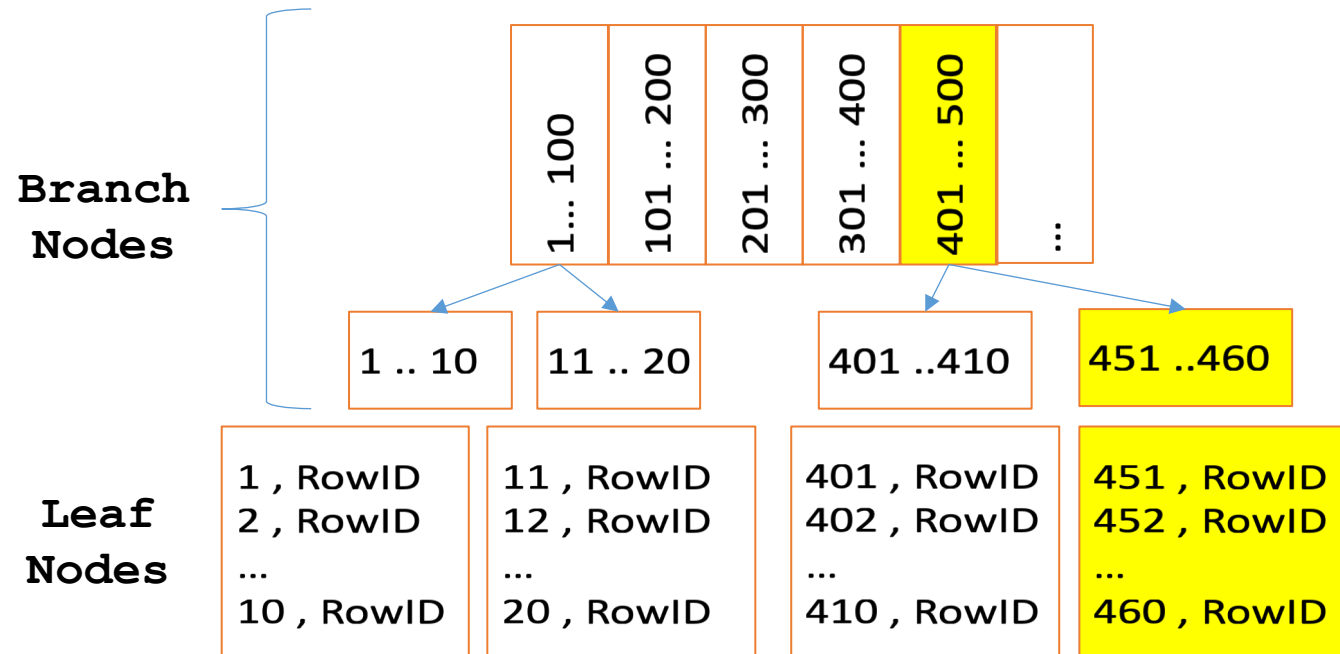 Branch
Nodes
1... 100
101 ... 200
201 ... 300
301 ... 400
401 ... 500
...
1 .. 10
11 .. 20
401 ..410
451 ..460
Leaf
Nodes
1 , RowID
2 , RowID
...
10 , RowID
11 , RowID
12 , RowID
...
20 , RowID
401 , RowID
402 , RowID
...
410 , RowID
451 , RowID
452 , RowID
...
460 , RowID